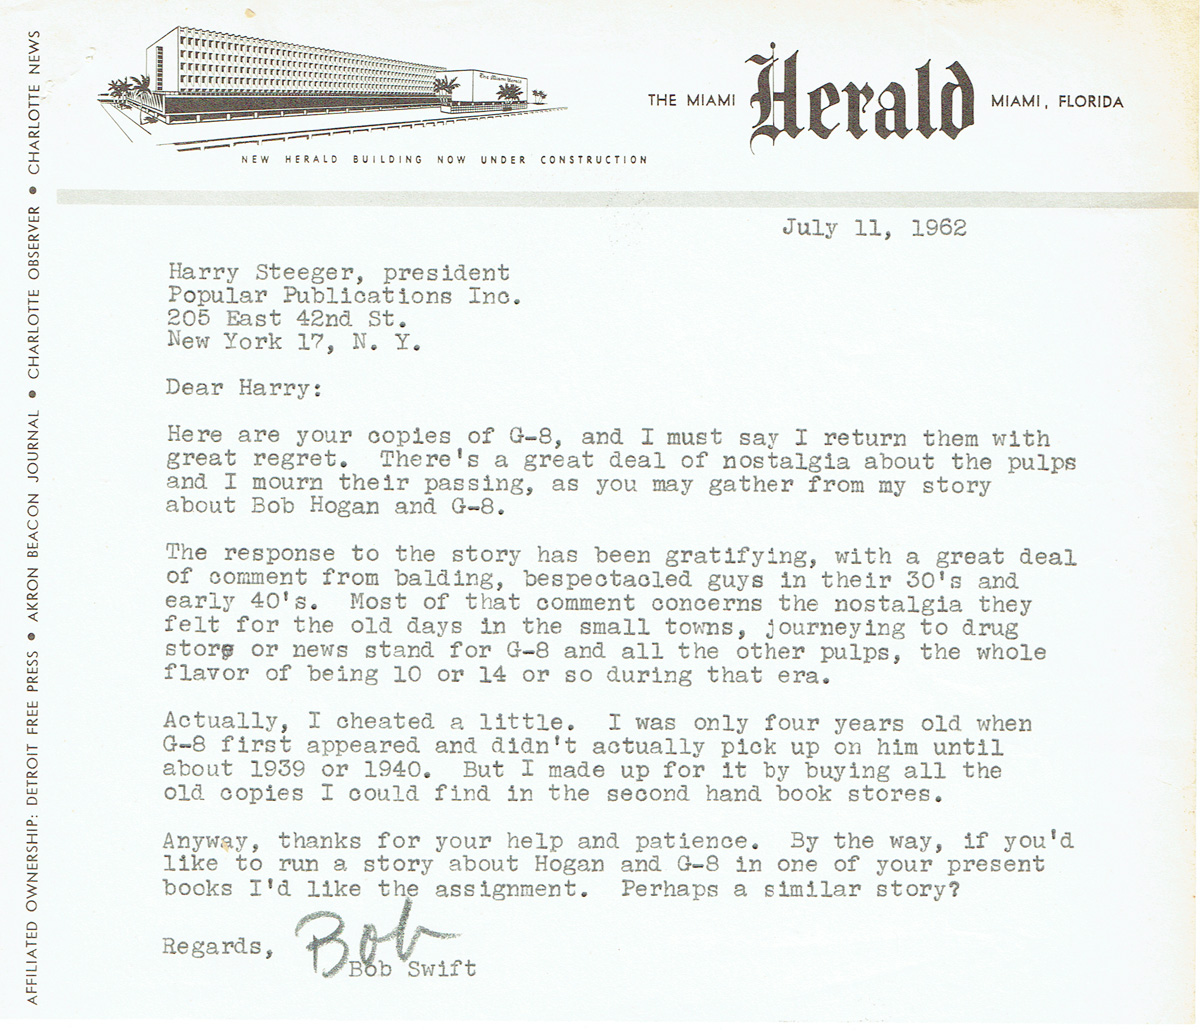 THE MIAMI Herald MIAMI, FLORIDA
The Miami Herald
NEW HERALD BUILDING NOW UNDER CONSTRUCTION
AFFILIATED OWNERSHIP: DETROIT FREE PRESS • AKRON BEACON JOURNAL • CHARLOTTE OBSERVER • CHARLOTTE NEWS
July 11, 1962
Harry Steeger, president
Popular Publications Inc.
205 East 42nd St.
New York 17, N. Y.
Dear Harry:
Here are your copies of G-8, and I must say I return them with
great regret. There's a great deal of nostalgia about the pulps
and I mourn their passing, as you may gather from my story
about Bob Hogan and G-8.
The response to the story has been gratifying, with a great deal
of comment from balding, bespectacled guys in their 30's and
early 40's. Most of that comment concerns the nostalgia they
felt for the old days in the small towns, journeying to drug
store or news stand for G-8 and all the other pulps, the whole
flavor of being 10 or 14 or so during that era.
Actually, I cheated a little. I was only four years old when
G-8 first appeared and didn't actually pick up on him until
about 1939 or 1940. But I made up for it by buying all the
old copies I could find in the second hand book stores.
Anyway, thanks for your help and patience. By the way, if you'd
like to run a story about Hogan and G-8 in one of your present
books I'd like the assignment. Perhaps a similar story?
Regards,
Bob
Bob Swift